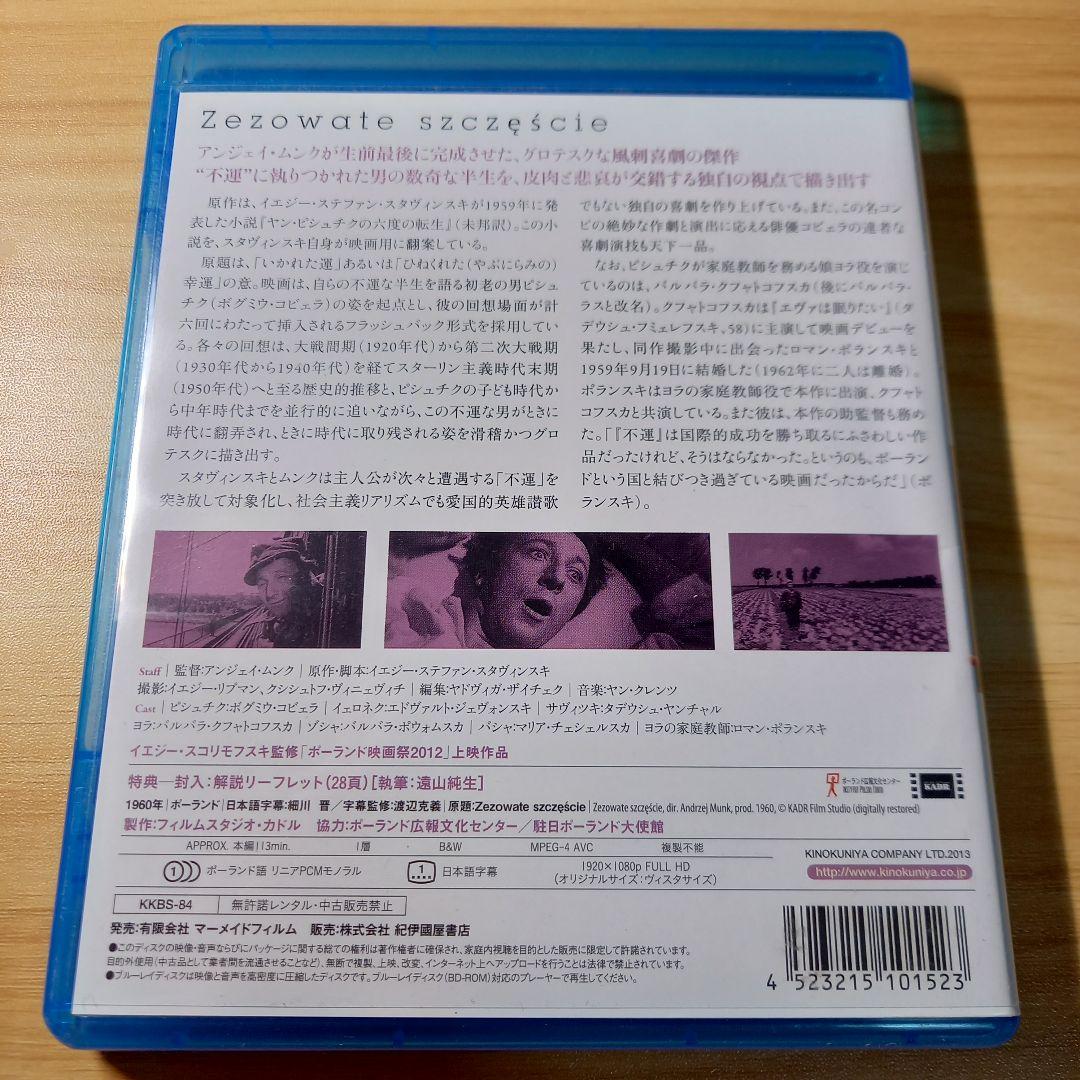 Zezowate szczęście
アンジェイ・ムンクが生前最後に完成させた、グロテスクな風刺喜劇の傑作
“不運”に執りつかれた男の数奇な半生を、皮肉と悲哀が交錯する独自の視点で描き出す
原作は、イエジー・ステファン・スタヴィンスキが1959年に発
表した小説『ヤン・ピシュチクの六度の転生』（未邦訳）。この小
説を、スタヴィンスキ自身が映画用に翻案している。
原題は、「いかれた運」あるいは「ひねくれた（やぶにらみの）
幸運」の意。映画は、自らの不運な半生を語る初老の男ピシュ
チク（ボグミウ・コビェラ）の姿を起点とし、彼の回想場面が計
六回にわたって挿入されるフラッシュバック形式を採用してい
る。各々の回想は、大戦間期（1920年代）から第二次大戦期
（1930年代から1940年代）を経てスターリン主義時代末期
（1950年代）へと至る歴史的推移と、ピシュチクの子ども時代か
ら中年時代までを並行的に追いながら、この不運な男がときに
時代に翻弄され、ときに時代に取り残される姿を滑稽かつグロ
テスクに描き出す。
スタヴィンスキとムンクは主人公が次々と遭遇する「不運」を
突き放して対象化し、社会主義リアリズムでも愛国的英雄讃歌
でもない独自の喜劇を作り上げている。また、この名コン
ビの絶妙な作劇と演出に応える俳優コビェラの達者な
喜劇演技も天下一品。
なお、ピシュチクが家庭教師を務める娘ヨラ役を演じ
ているのは、バルバラ・クファトコフスカ（後にバルバラ・
ラスと改名）。クファトコフスカは『エヴァは眠りたい』（タ
デウシュ・フミェレフスキ、58）に主演して映画デビューを
果たし、同作撮影中に出会ったロマン・ポランスキと
1959年9月19日に結婚した（1962年に二人は離婚）。
ポランスキはヨラの家庭教師役で本作に出演、クファト
コフスカと共演している。また彼は、本作の助監督も務め
た。「『不運』は国際的成功を勝ち取るにふさわしい作
品だったけれど、そうはならなかった。というのも、ポーラン
ドという国と結びつき過ぎている映画だったからだ」（ポ
ランスキ）。
Staff｜監督:アンジェイ・ムンク｜原作・脚本:イエジー・ステファン・スタヴィンスキ
撮影:イエジー・リプマン、クシシュトフ・ヴィニェヴィチ｜編集:ヤドヴィガ・ザイチェク｜音楽:ヤン・クレンツ
Cast｜ピシュチク:ボグミウ・コビェラ｜イェロネク:エドヴァルト・ジェヴォンスキ｜サヴィツキ:タデウシュ・ヤンチャル
ヨラ:バルバラ・クファトコフスカ｜ゾシャ:バルバラ・ポウォムスカ｜バシャ:マリア・チェシェルスカ｜ヨラの家庭教師:ロマン・ポランスキ
イエジー・スコリモフスキ監修「ポーランド映画祭2012」上映作品
特典―封入：解説リーフレット（28頁）［執筆：遠山純生］
ポーランド広報文化センター
INSTYTUT POLSKI TOKIO
KADR
1960年｜ポーランド｜日本語字幕：細川 晋／字幕監修：渡辺克義｜原題：Zezowate szczęście｜Zezowate szczęście, dir. Andrzej Munk, prod. 1960, © KADR Film Studio (digitally restored)
製作：フィルムスタジオ・カドル 協力：ポーランド広報文化センター／駐日ポーランド大使館
APPROX. 本編113min. 1層 B&W MPEG-4 AVC 複製不能
1 ポーランド語 リニアPCMモノラル 1 日本語字幕 1920×1080p FULL HD
（オリジナルサイズ：ヴィスタサイズ）
KINOKUNIYA COMPANY LTD.2013
http://www.kinokuniya.co.jp
KKBS-84 無許諾レンタル・中古販売禁止
発売：有限会社 マーメイドフィルム 販売：株式会社 紀伊國屋書店
●このディスクの映像・音声ならびにパッケージに関する総ての権利は著作権者に確保され、家庭内視聴を目的とした販売に限定して許諾されています。
目的外使用（中古品として業者間を流通させることなど）、無断で複製、上映、改変、インターネット上へアップロードを行うことは法律で禁止されています。
●ブルーレイディスクは映像と音声を高密度に圧縮したディスクです。ブルーレイディスク（BD-ROM）対応のプレーヤーで再生してください。
4 523215 101523